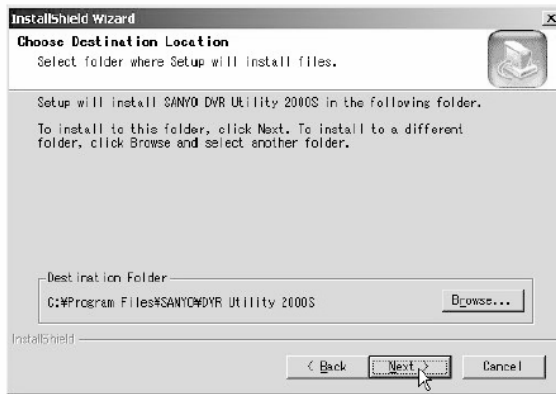 InstallShield Wizard
Choose Destination Location
Select folder where Setup will install files.
Setup will install SANYO DVR Utility 2000S in the following folder.
To install to this folder, click Next. To install to a different
folder, click Browse and select another folder.
Destination Folder
C:¥Program Files¥SANYO¥DVR Utility 2000S
Browse...
InstallShield
< Back
Next >
Cancel